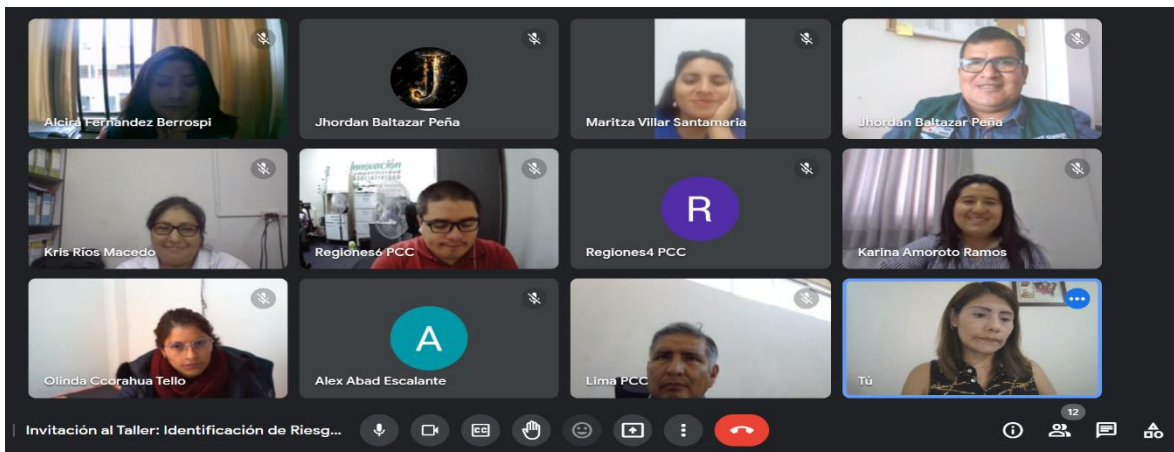 Alcira Fernandez Berrospi
J
Jhordan Baltazar Peña
Maritza Villar Santamaria
Jhordan Baltazar Peña
Kris Ríos Macedo
Innovación
Regiones6 PCC
R
Regiones4 PCC
Karina Amoroto Ramos
Olinda Ccorahua Tello
A
Alex Abad Escalante
Lima PCC
Tú
Invitación al Taller: Identificación de Riesg...
CC
12